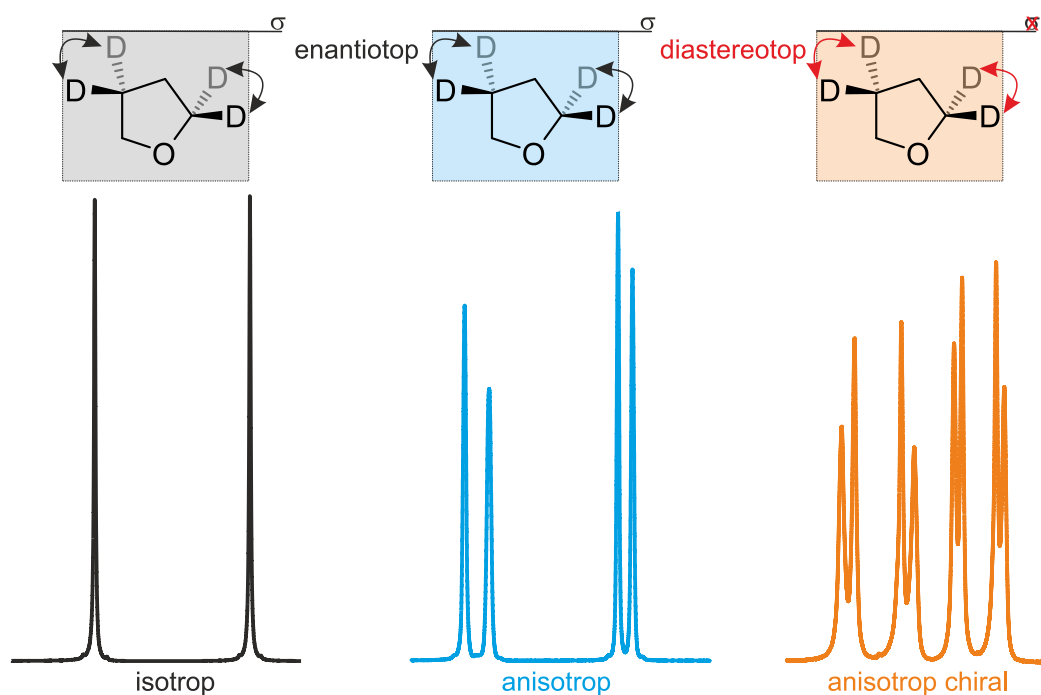 σ
σ
σ
enantiotop
diastereotop
D
D
D
D
O
D
D
D
D
O
D
D
D
D
O
isotrop
anisotrop
anisotrop chiral